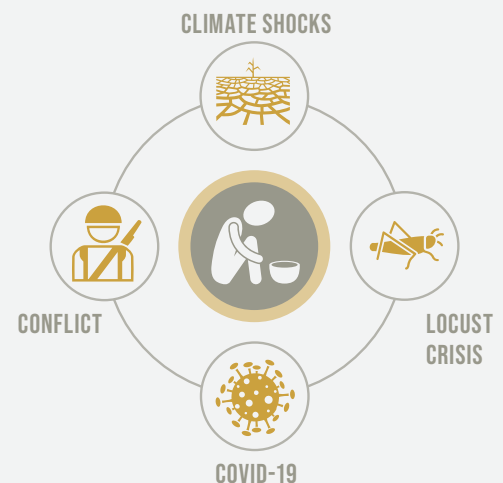 CLIMATE SHOCKS
CONFLICT
LOCUST
CRISIS
COVID-19